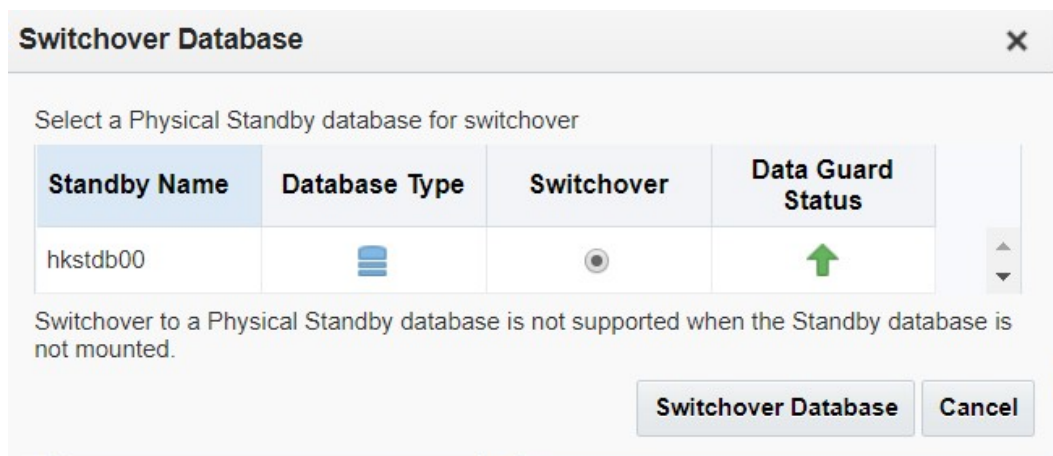 Switchover Database
Select a Physical Standby database for switchover
Standby Name Database Type Switchover Data Guard
Status
hkstdb00
Switchover to a Physical Standby database is not supported when the Standby database is
not mounted.
Switchover Database Cancel